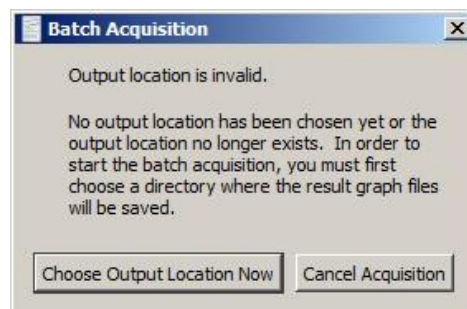 Batch Acquisition
Output location is invalid.
No output location has been chosen yet or the
output location no longer exists. In order to
start the batch acquisition, you must first
choose a directory where the result graph files
will be saved.
Choose Output Location Now
Cancel Acquisition